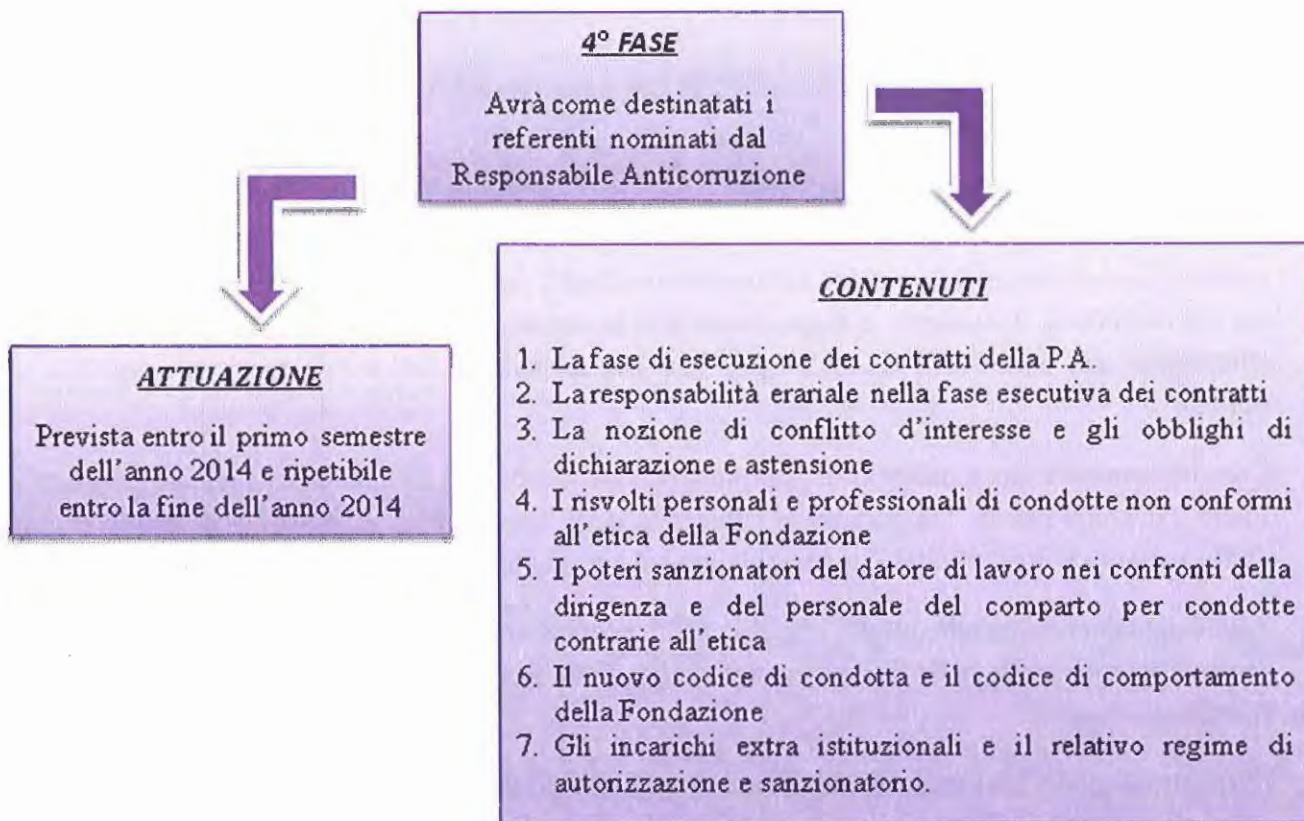 4° FASE
Avrà come destinatati i
referenti nominati dal
Responsabile Anticorruzione
ATTUAZIONE
Prevista entro il primo semestre
dell'anno 2014 e ripetibile
entro la fine dell'anno 2014
CONTENUTI
1. La fase di esecuzione dei contratti della P.A.
2. La responsabilità erariale nella fase esecutiva dei contratti
3. La nozione di conflitto d'interesse e gli obblighi di
dichiarazione e astensione
4. I risvolti personali e professionali di condotte non conformi
all'etica della Fondazione
5. I poteri sanzionatori del datore di lavoro nei confronti della
dirigenza e del personale del comparto per condotte
contrarie all'etica
6. Il nuovo codice di condotta e il codice di comportamento
della Fondazione
7. Gli incarichi extra istituzionali e il relativo regime di
autorizzazione e sanzionatorio.